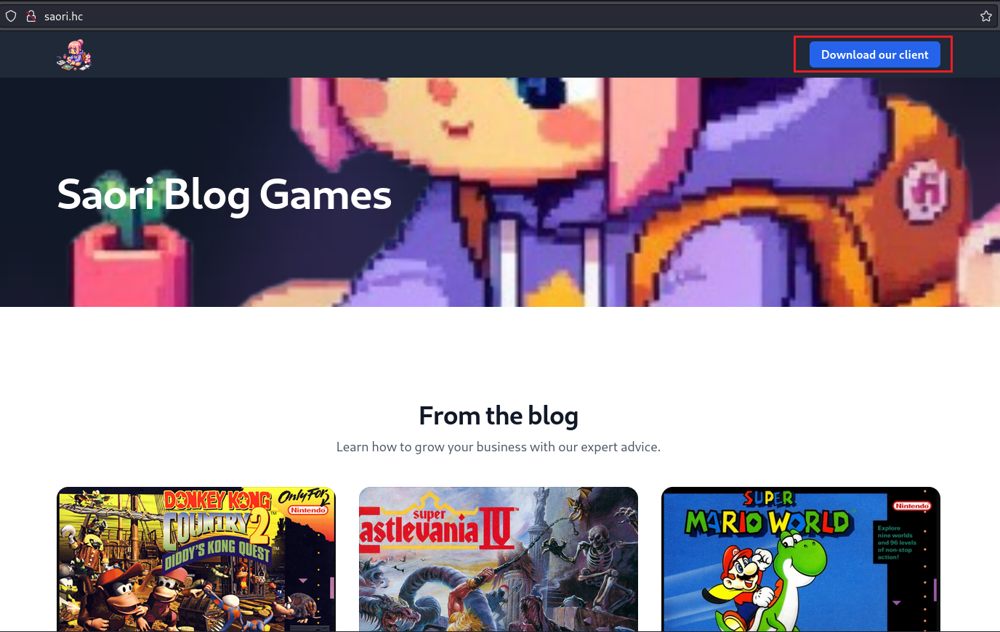 saori.hc
Download our client
Saori Blog Games
From the blog
Learn how to grow your business with our expert advice.
DONKEY KONG
COUNTRY 2
DIDDY'S KONG QUEST
Only For
Nintendo
super
astlevania IV
SUPER
MARIO WORLD
Nintendo
Explore
nine worlds
and 96 levels
of non-stop
action!